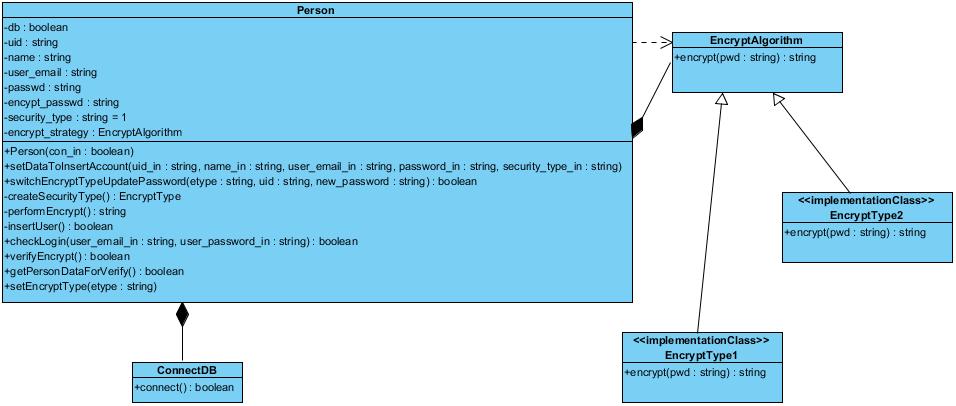 Person
-db : boolean
-uid : string
-name : string
-user_email : string
-passwd : string
-encypt_passwd : string
-security_type : string = 1
-encrypt_strategy : EncryptAlgorithm
+Person(con_in : boolean)
+setDataToInsertAccount(uid_in : string, name_in : string, user_email_in : string, password_in : string, security_type_in : string)
+switchEncryptTypeUpdatePassword(etype : string, uid : string, new_password : string) : boolean
-createSecurityType() : EncryptType
-performEncrypt() : string
-insertUser() : boolean
+checkLogin(user_email_in : string, user_password_in : string) : boolean
+verifyEncrypt() : boolean
+getPersonDataForVerify() : boolean
+setEncryptType(etype : string)
EncryptAlgorithm
+encrypt(pwd : string) : string
<<implementationClass>>
EncryptType2
+encrypt(pwd : string) : string
<<implementationClass>>
EncryptType1
+encrypt(pwd : string) : string
ConnectDB
+connect() : boolean